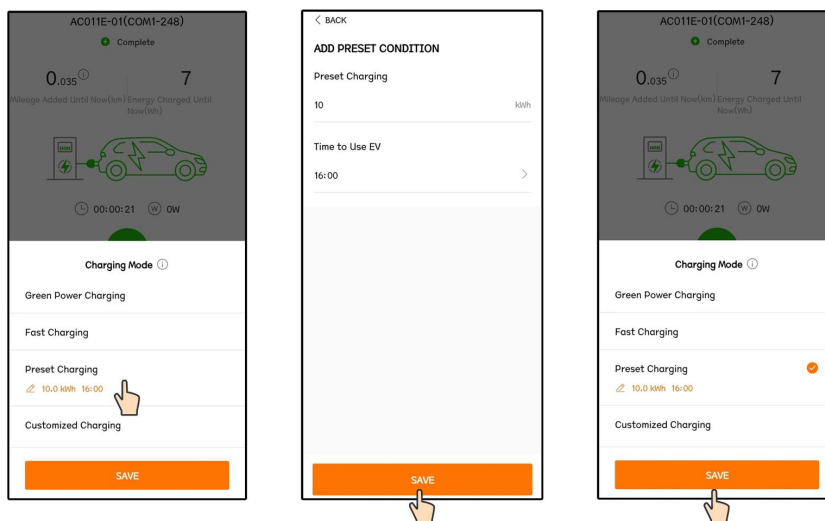 AC011E-01(COM1-248)
Complete
0.035
7
Mileage Added Until Now(km)
Energy Charged Until
Now(Wh)
00:00:21
W
0W
Charging Mode
Green Power Charging
Fast Charging
Preset Charging
10.0 kWh 16:00
Customized Charging
SAVE
< BACK
ADD PRESET CONDITION
Preset Charging
10 kWh
Time to Use EV
16:00 >
SAVE
AC011E-01(COM1-248)
Complete
0.035
7
Mileage Added Until Now(km)
Energy Charged Until
Now(Wh)
00:00:21
W
0W
Charging Mode
Green Power Charging
Fast Charging
Preset Charging
10.0 kWh 16:00
Customized Charging
SAVE